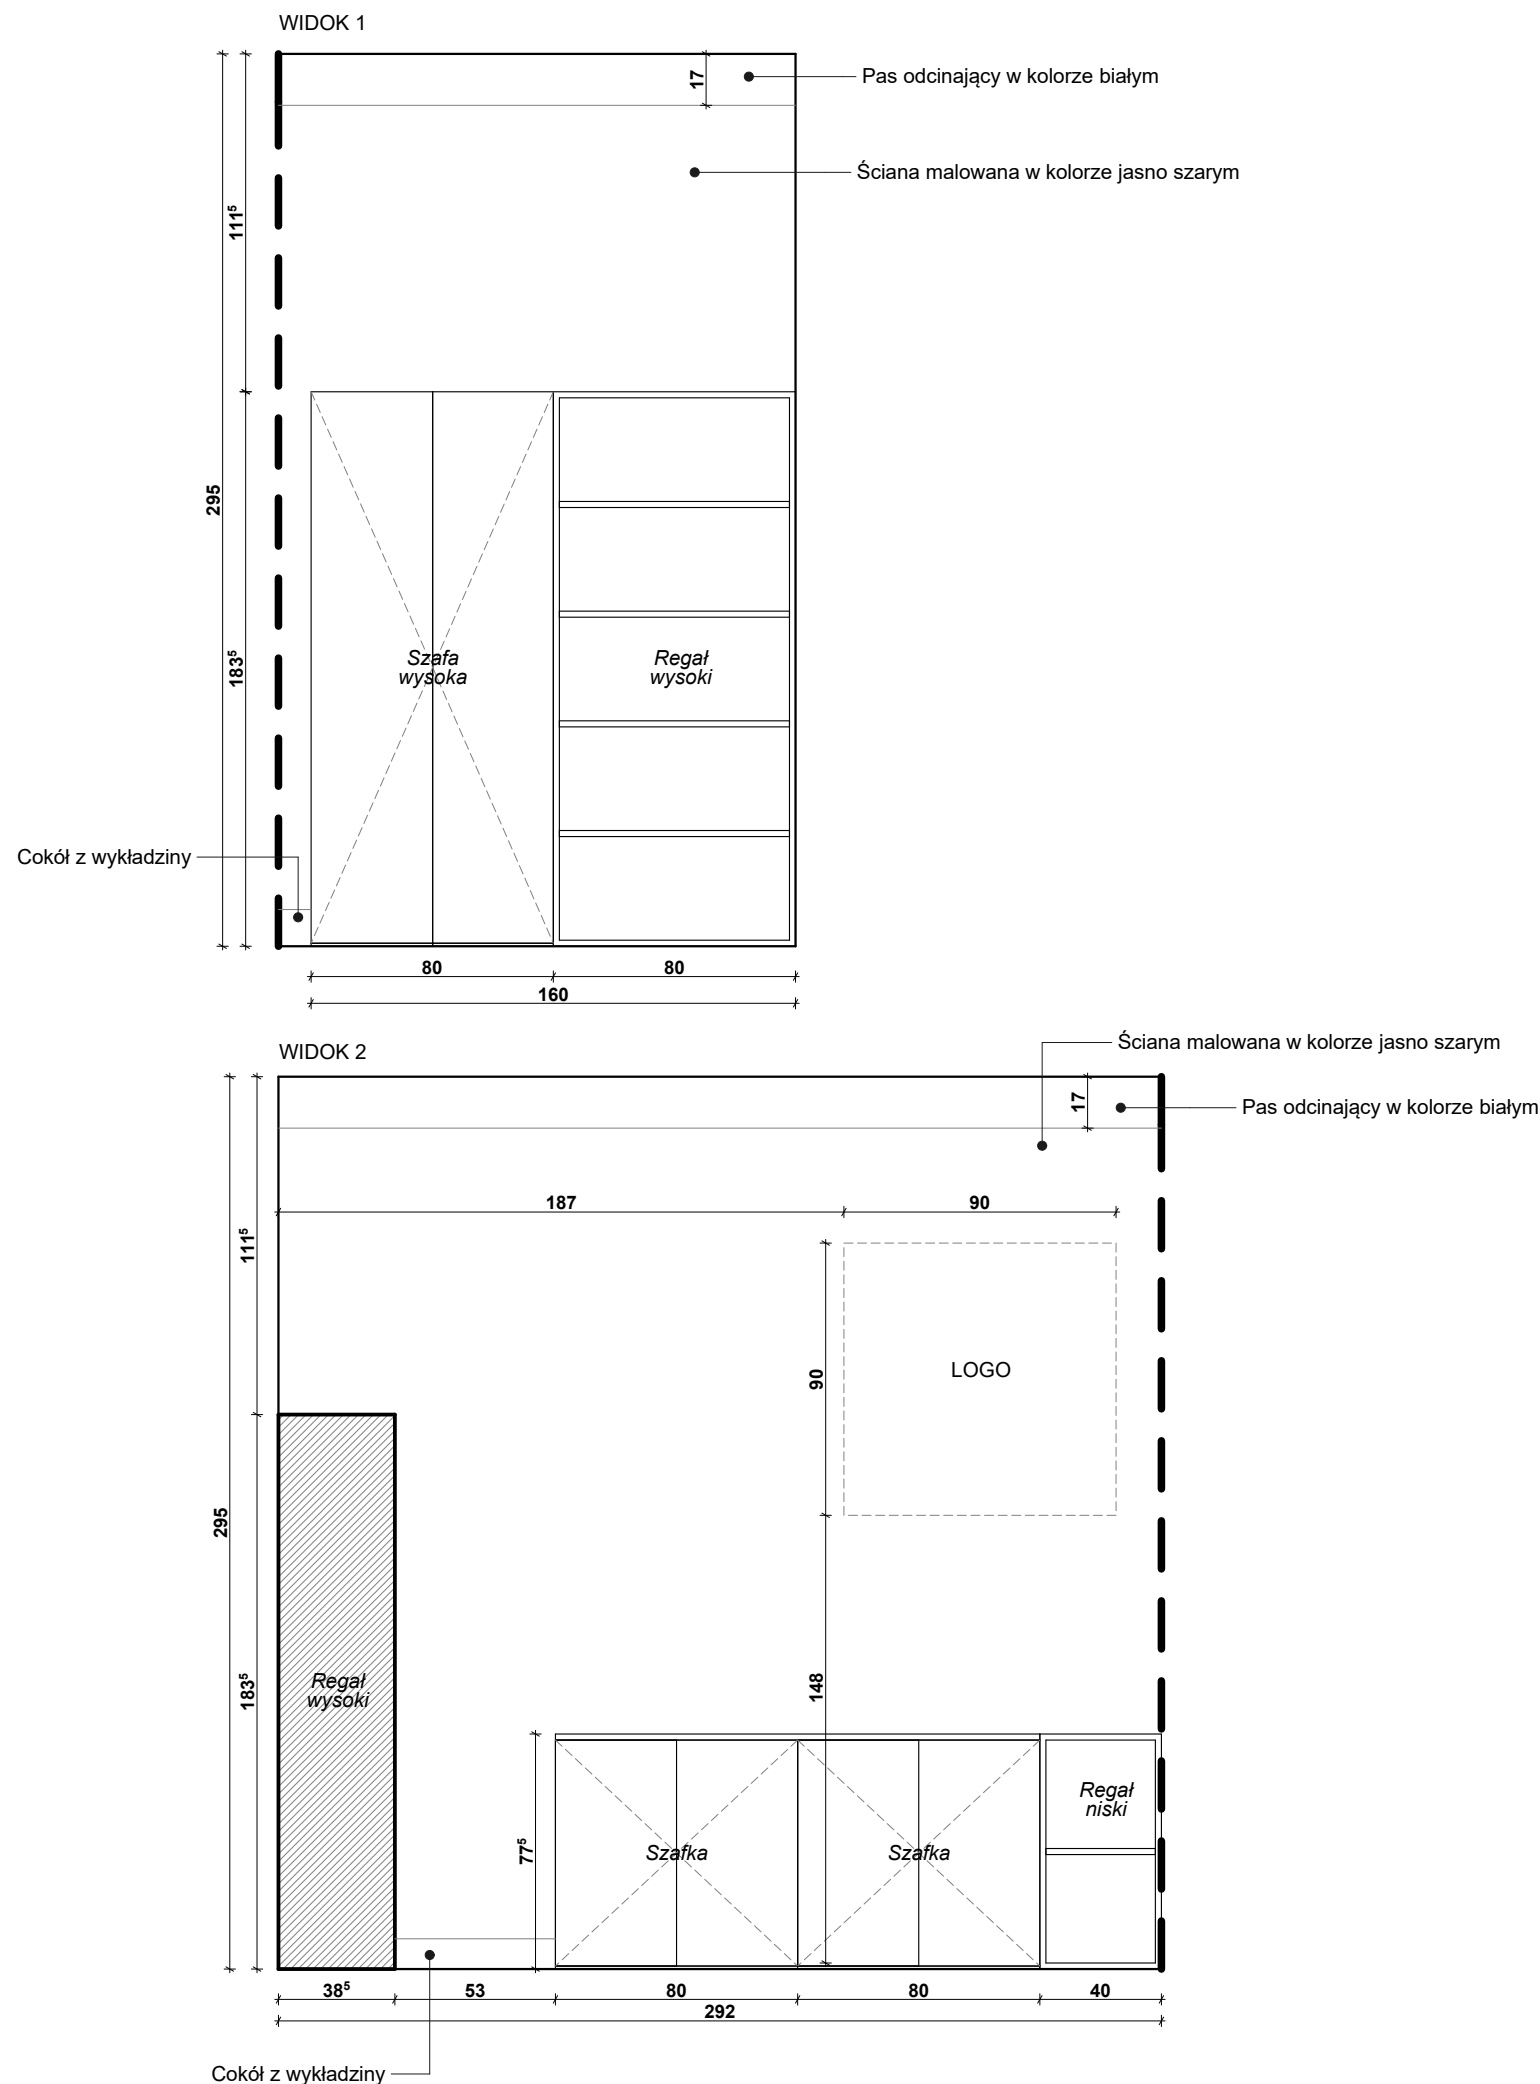 WIDOK 1
17
Pas odcinający w kolorze białym
Ściana malowana w kolorze jasno szarym
111⁵
295
183⁵
Szafa
wysoka
Regał
wysoki
Cokół z wykładziny
80
80
160
WIDOK 2
Ściana malowana w kolorze jasno szarym
17
Pas odcinający w kolorze białym
187
90
111⁵
90
LOGO
295
183⁵
Regał
wysoki
148
77⁵
Szafka
Szafka
Regał
niski
38⁵
53
80
80
40
292
Cokół z wykładziny